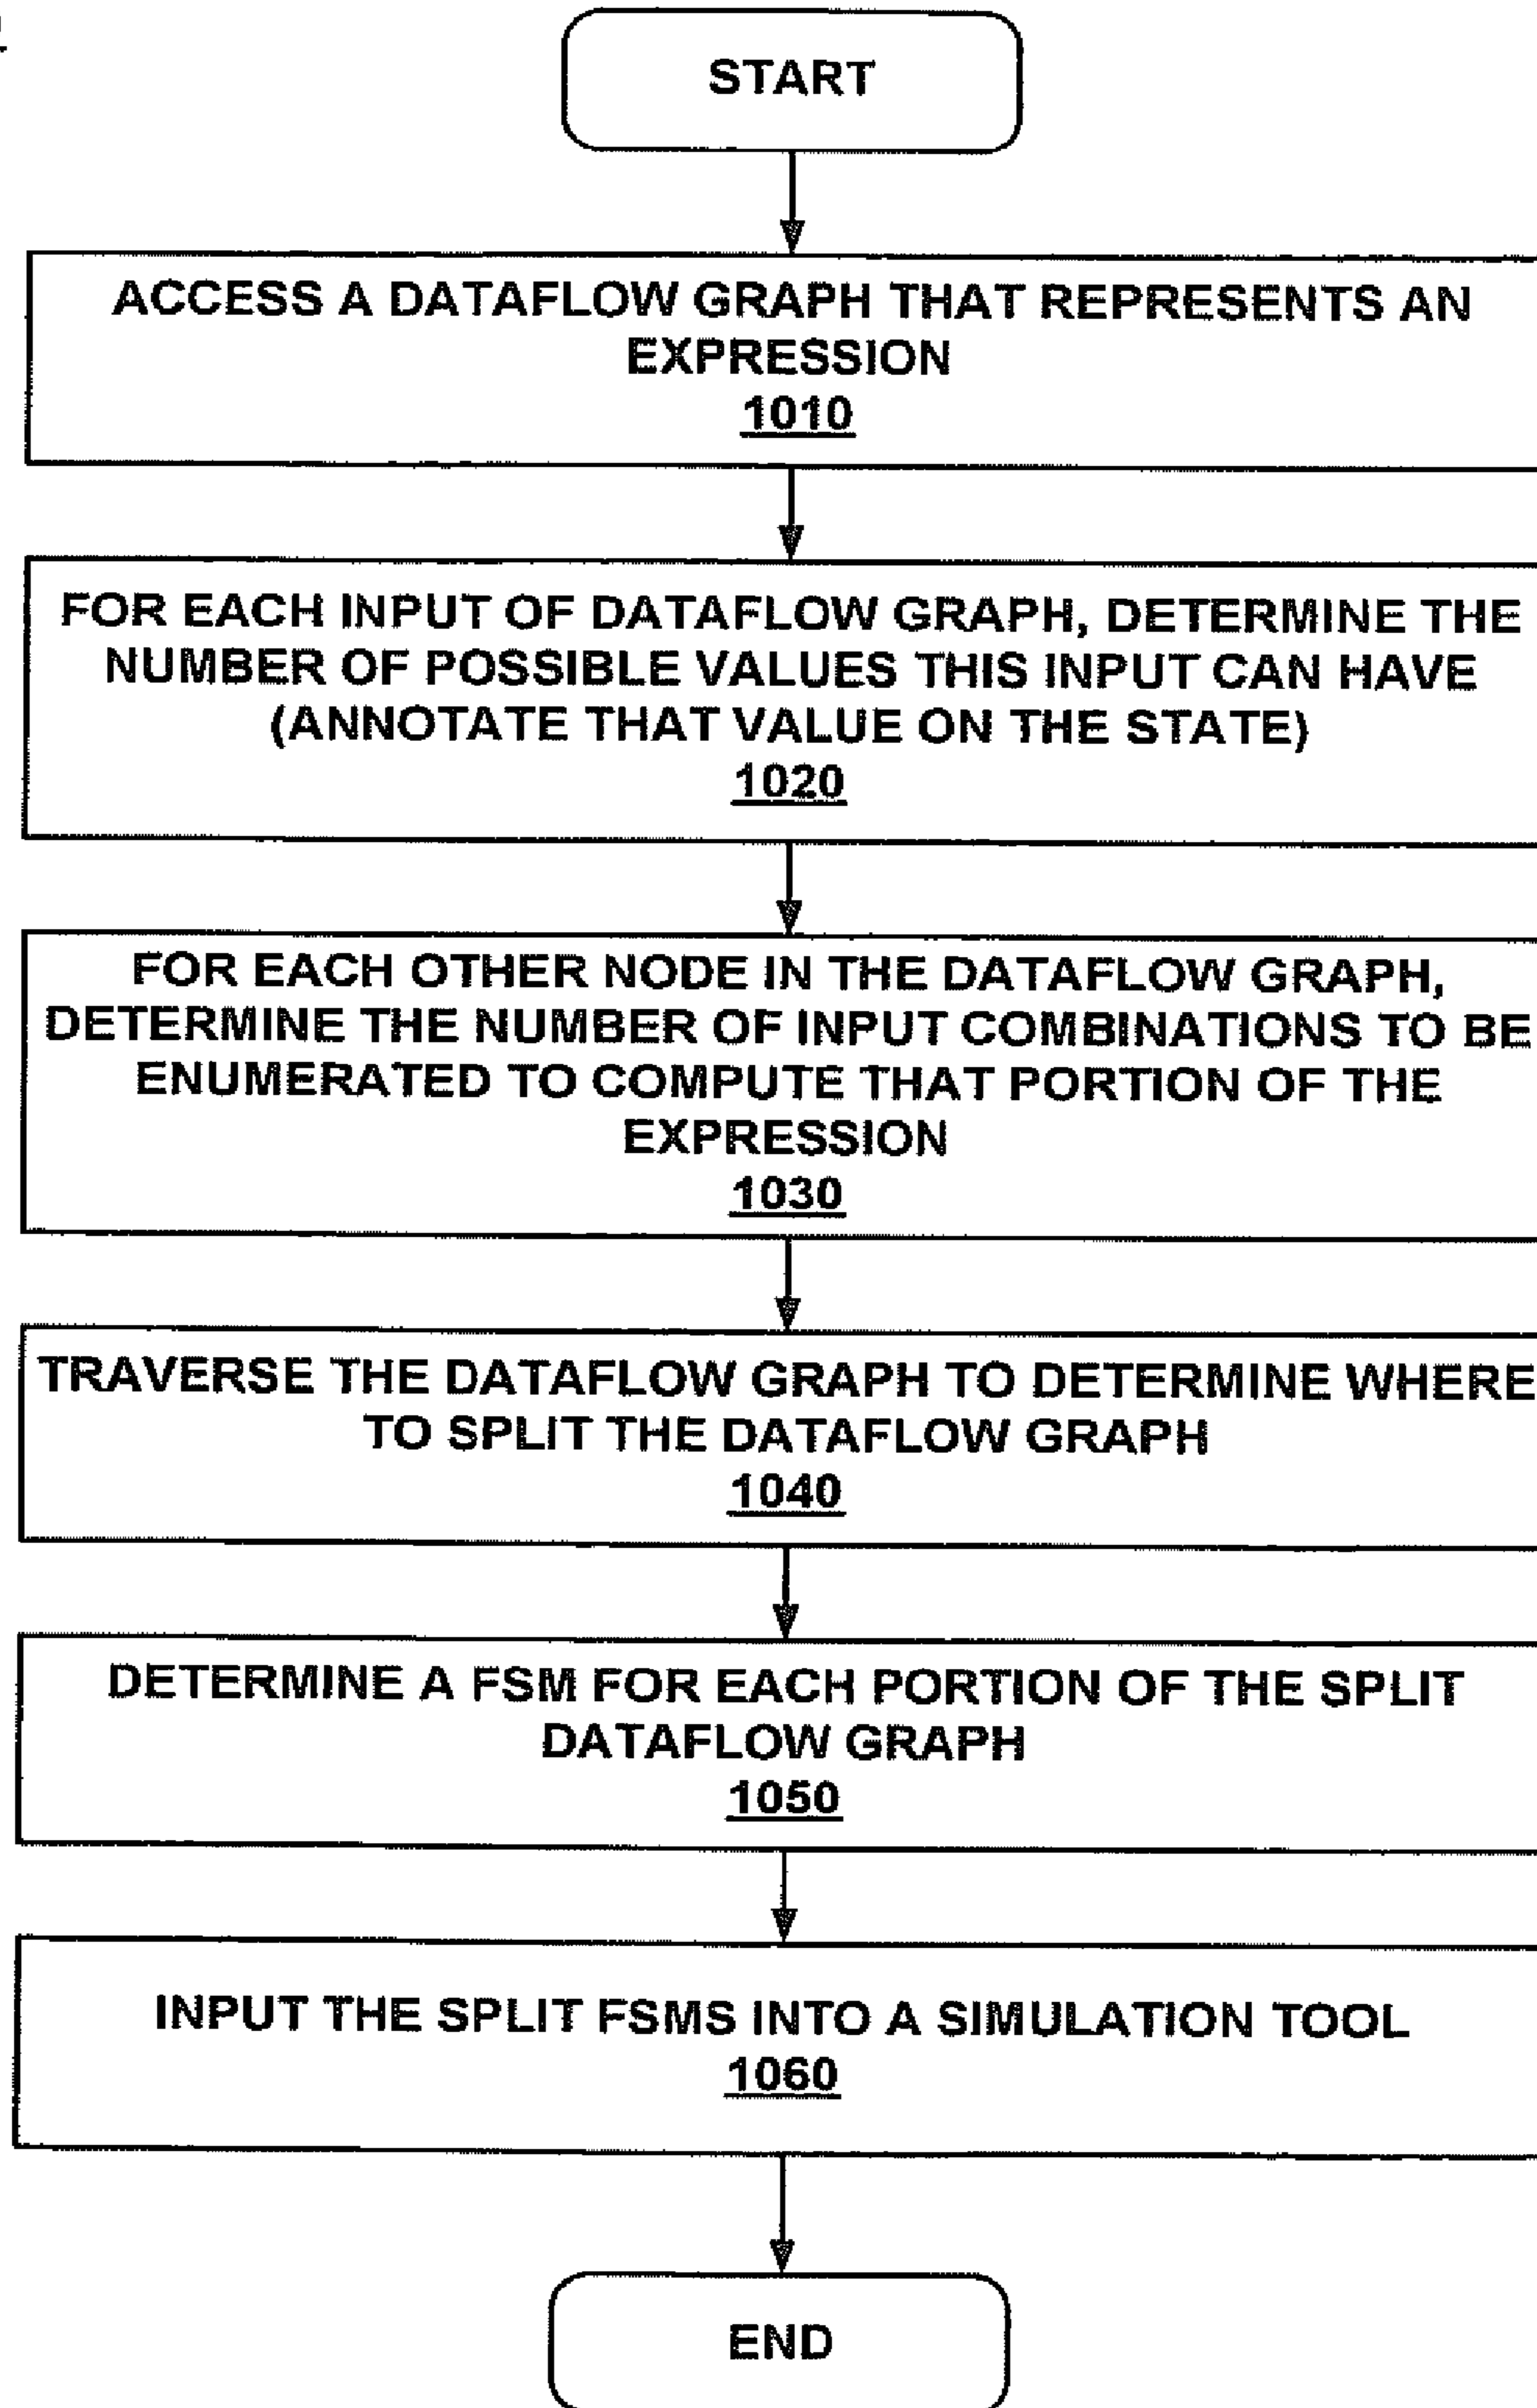 START
ACCESS A DATAFLOW GRAPH THAT REPRESENTS AN
EXPRESSION
1010
FOR EACH INPUT OF DATAFLOW GRAPH, DETERMINE THE
NUMBER OF POSSIBLE VALUES THIS INPUT CAN HAVE
(ANNOTATE THAT VALUE ON THE STATE)
1020
FOR EACH OTHER NODE IN THE DATAFLOW GRAPH,
DETERMINE THE NUMBER OF INPUT COMBINATIONS TO BE
ENUMERATED TO COMPUTE THAT PORTION OF THE
EXPRESSION
1030
TRAVERSE THE DATAFLOW GRAPH TO DETERMINE WHERE
TO SPLIT THE DATAFLOW GRAPH
1040
DETERMINE A FSM FOR EACH PORTION OF THE SPLIT
DATAFLOW GRAPH
1050
INPUT THE SPLIT FSMS INTO A SIMULATION TOOL
1060
END